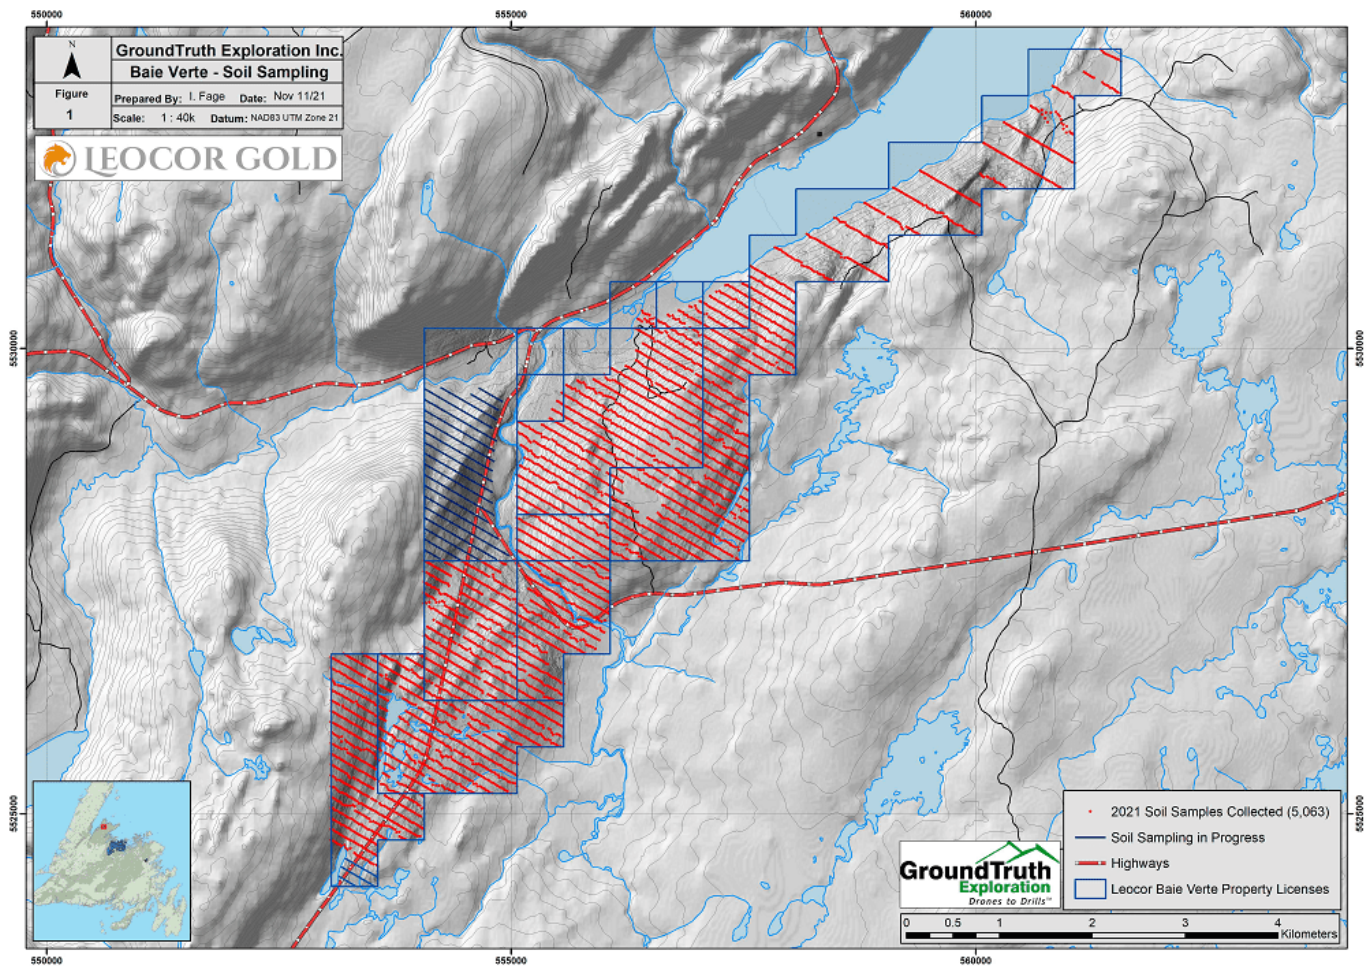 550000
555000
560000
N
Figure
1
GroundTruth Exploration Inc.
Baie Verte - Soil Sampling
Prepared By: I. Fage Date: Nov 11/21
Scale: 1 : 40k Datum: NAD83 UTM Zone 21
LEOCOR GOLD
5530000
5530000
5525000
5525000
2021 Soil Samples Collected (5,063)
Soil Sampling in Progress
Highways
Leocor Baie Verte Property Licenses
GroundTruth
Exploration
Drones to Drills™
0 0.5 1 2 3 4
Kilometers
550000
555000
560000